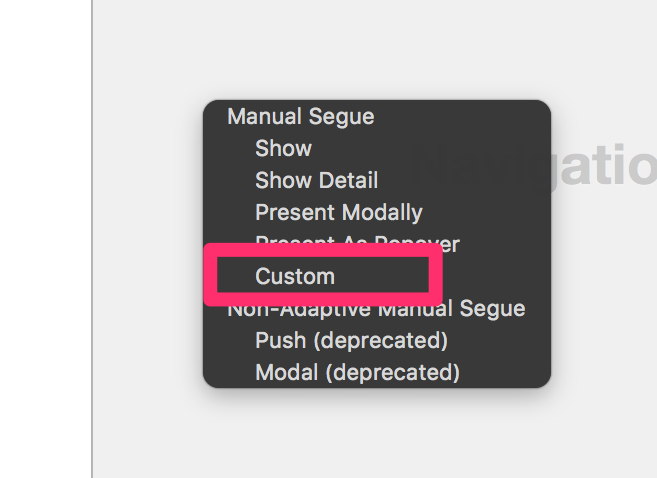 Manual Segue
Show
Show Detail
Present Modally
Present As Popover
Custom
Non-Adaptive Manual Segue
Push (deprecated)
Modal (deprecated)